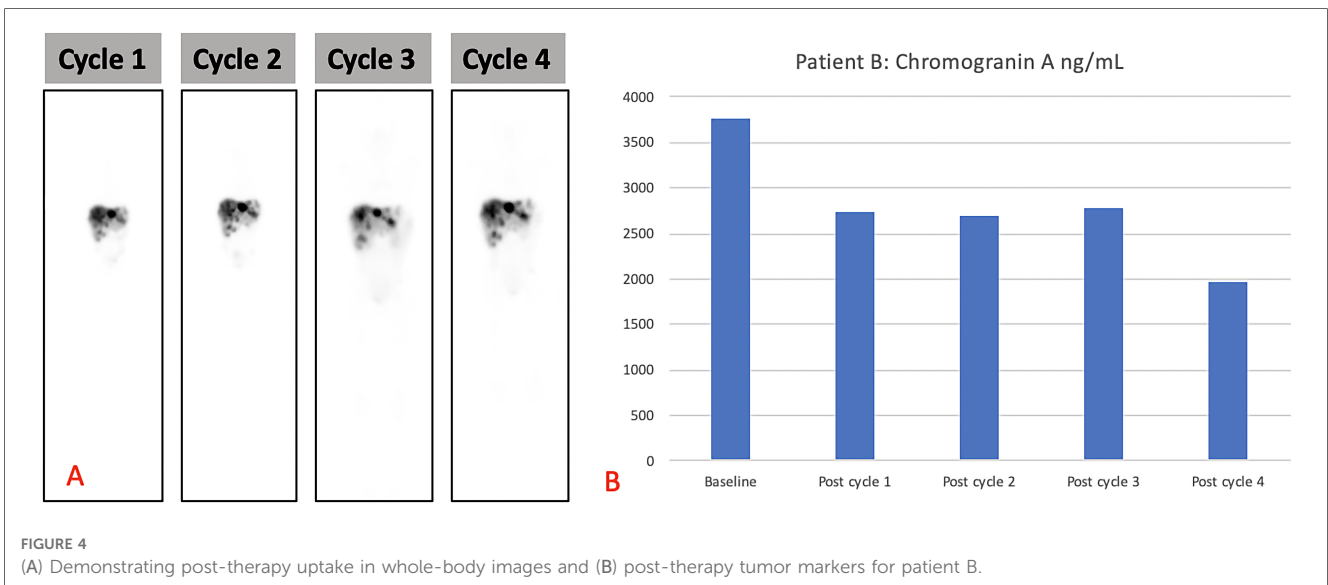 Cycle 1 Cycle 2 Cycle 3 Cycle 4
A
Patient B: Chromogranin A ng/mL
4000
3500
3000
2500
2000
1500
1000
500
0
Baseline Post cycle 1 Post cycle 2 Post cycle 3 Post cycle 4
B
FIGURE 4
(A) Demonstrating post-therapy uptake in whole-body images and (B) post-therapy tumor markers for patient B.